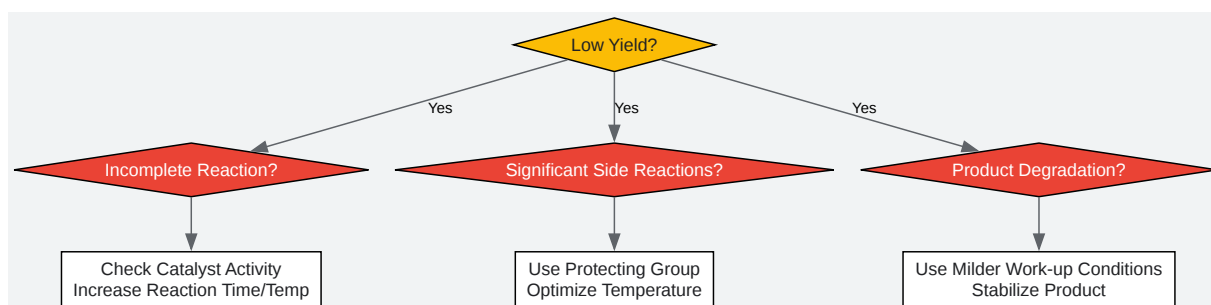 Low Yield?
Yes
Yes
Yes
Incomplete Reaction?
Significant Side Reactions?
Product Degradation?
Check Catalyst Activity
Increase Reaction Time/Temp
Use Protecting Group
Optimize Temperature
Use Milder Work-up Conditions
Stabilize Product